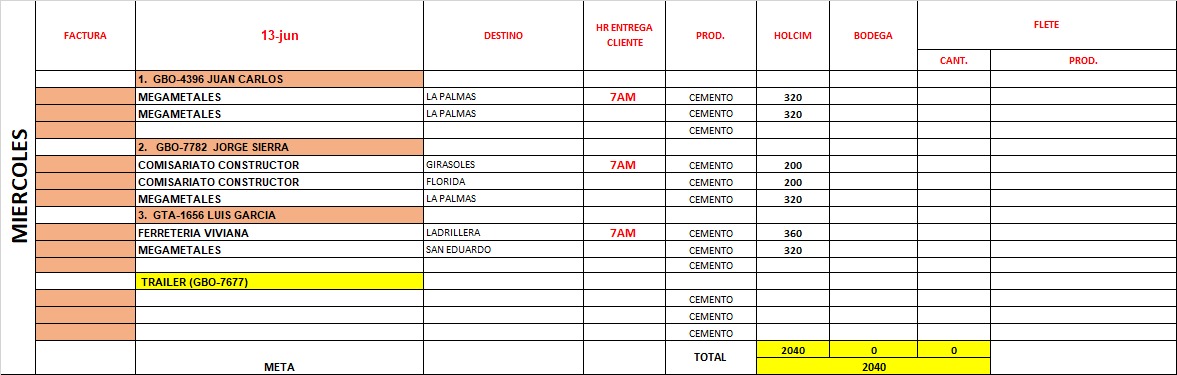 MIERCOLES
FACTURA 13-jun DESTINO HR ENTREGA CLIENTE PROD. HOLCIM BODEGA FLETE
CANT. PROD.
1. GBO-4396 JUAN CARLOS
MEGAMETALES LA PALMAS 7AM CEMENTO 320
MEGAMETALES LA PALMAS CEMENTO 320
CEMENTO
2. GBO-7782 JORGE SIERRA
COMISARIATO CONSTRUCTOR GIRASOLES 7AM CEMENTO 200
COMISARIATO CONSTRUCTOR FLORIDA CEMENTO 200
MEGAMETALES LA PALMAS CEMENTO 320
3. GTA-1656 LUIS GARCIA
FERRETERIA VIVIANA LADRILLERA 7AM CEMENTO 360
MEGAMETALES SAN EDUARDO CEMENTO 320
CEMENTO
TRAILER (GBO-7677)
CEMENTO
CEMENTO
CEMENTO
TOTAL 2040 0 0
META 2040